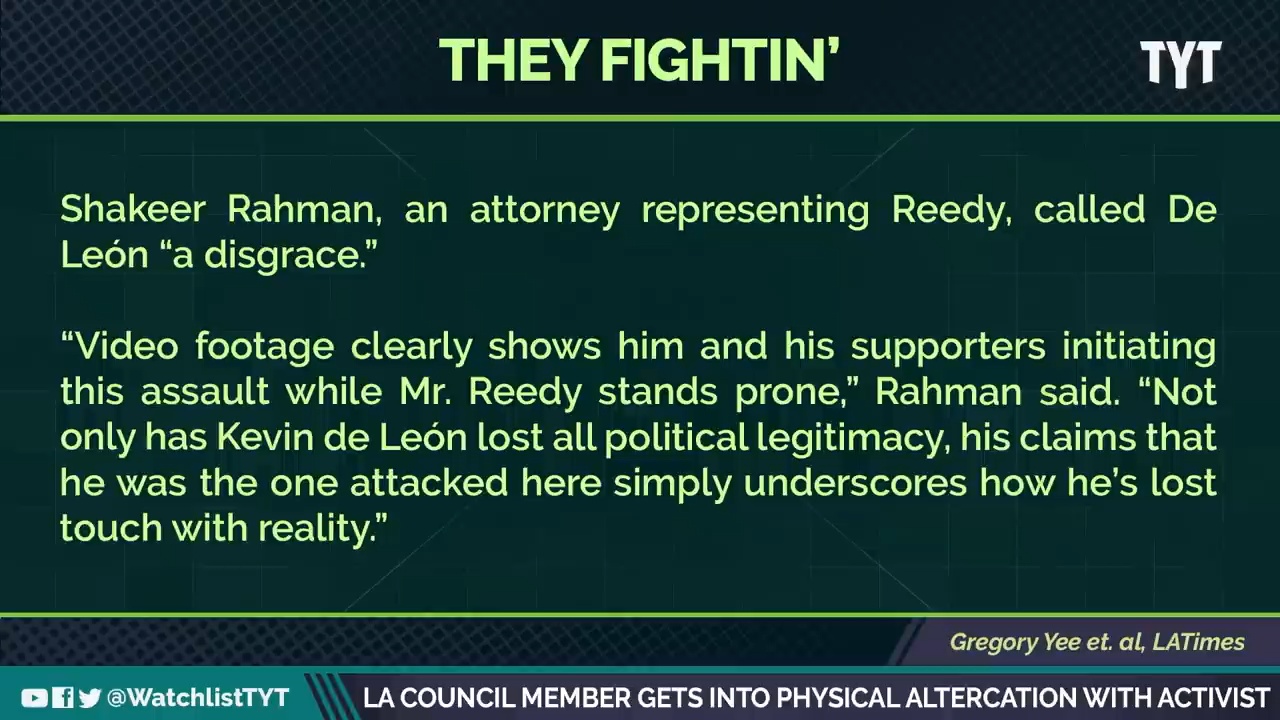 THEY FIGHTIN’
TYT
Shakeer Rahman, an attorney representing Reedy, called De
León “a disgrace.”
“Video footage clearly shows him and his supporters initiating
this assault while Mr. Reedy stands prone,” Rahman said. “Not
only has Kevin de León lost all political legitimacy, his claims that
he was the one attacked here simply underscores how he’s lost
touch with reality.”
Gregory Yee et. al, LATimes
@WatchlistTYT
LA COUNCIL MEMBER GETS INTO PHYSICAL ALTERCATION WITH ACTIVIST